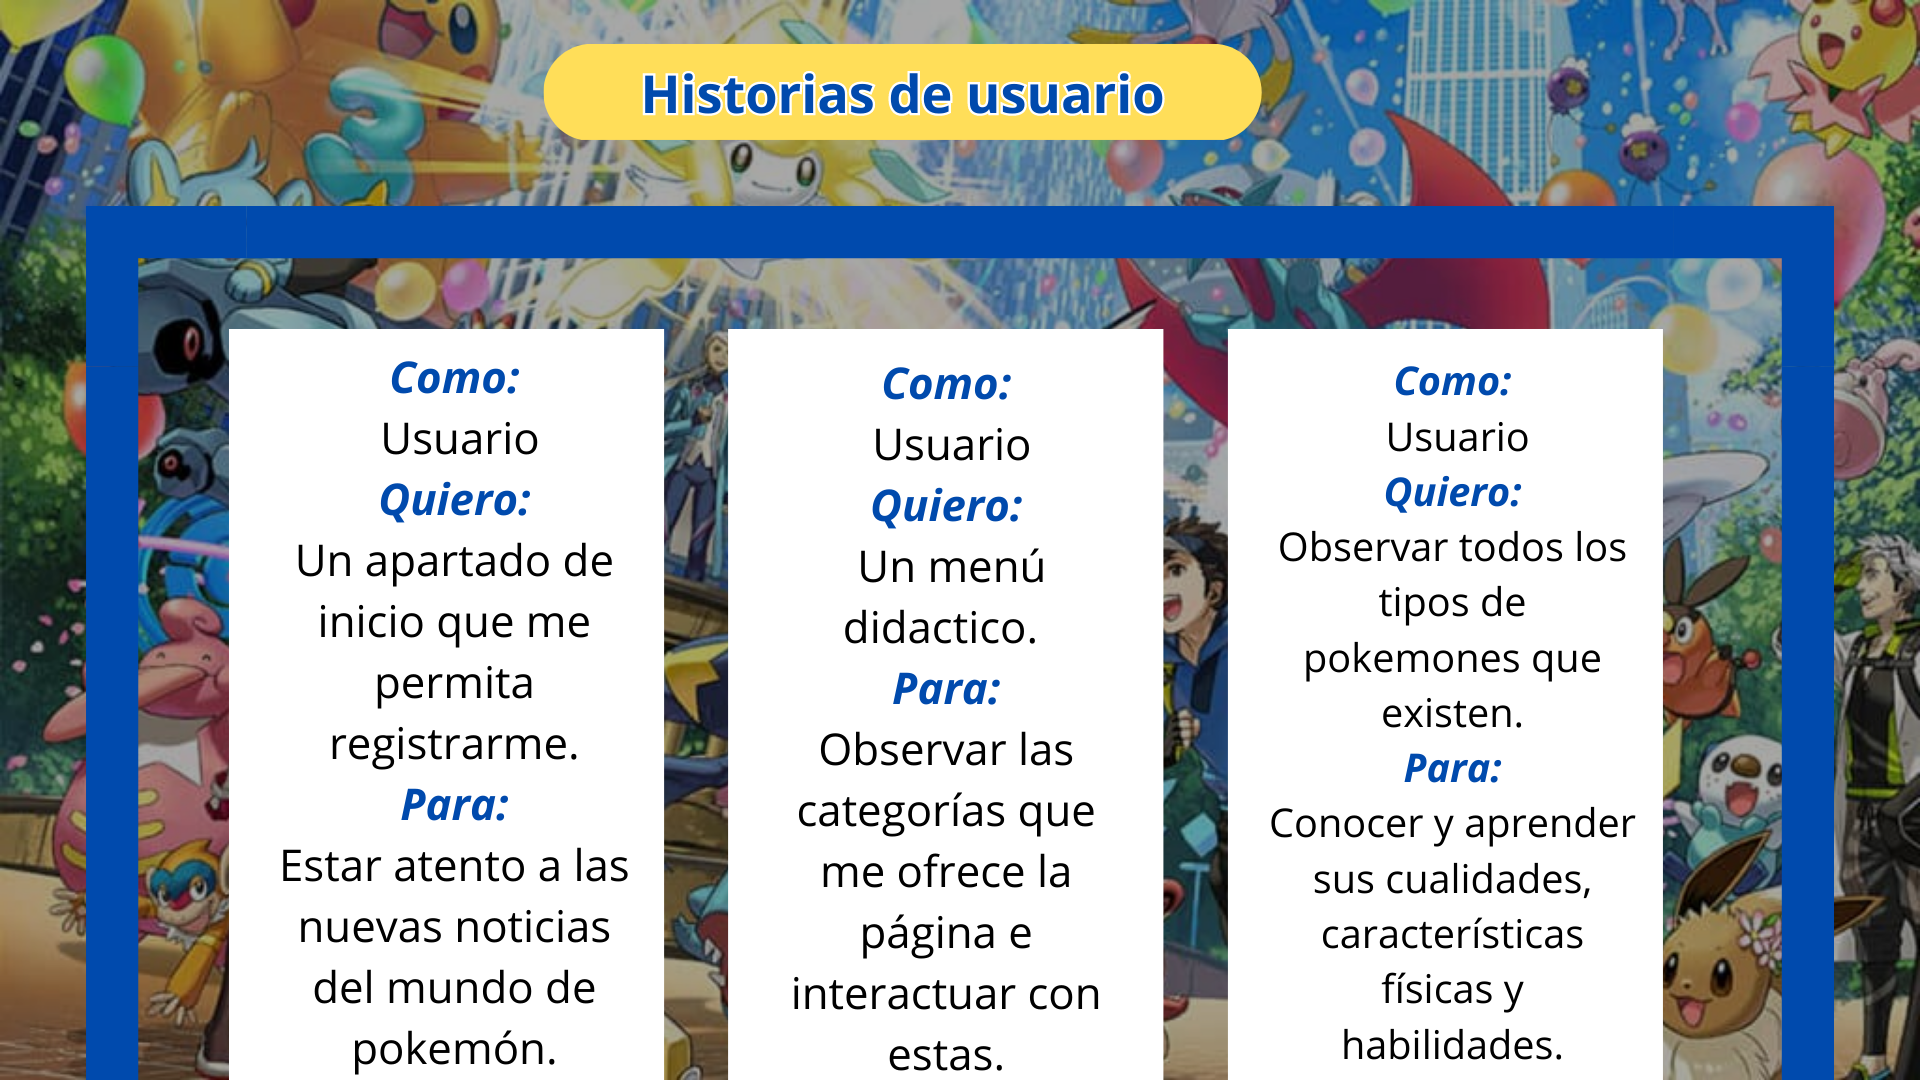 Historias de usuario
Como:
Usuario
Quiero:
Un apartado de
inicio que me
permita
registrarme.
Para:
Estar atento a las
nuevas noticias
del mundo de
pokemón.
Como:
Usuario
Quiero:
Un menú
didactico.
Para:
Observar las
categorías que
me ofrece la
página e
interactuar con
estas.
Como:
Usuario
Quiero:
Observar todos los
tipos de
pokemones que
existen.
Para:
Conocer y aprender
sus cualidades,
características
físicas y
habilidades.